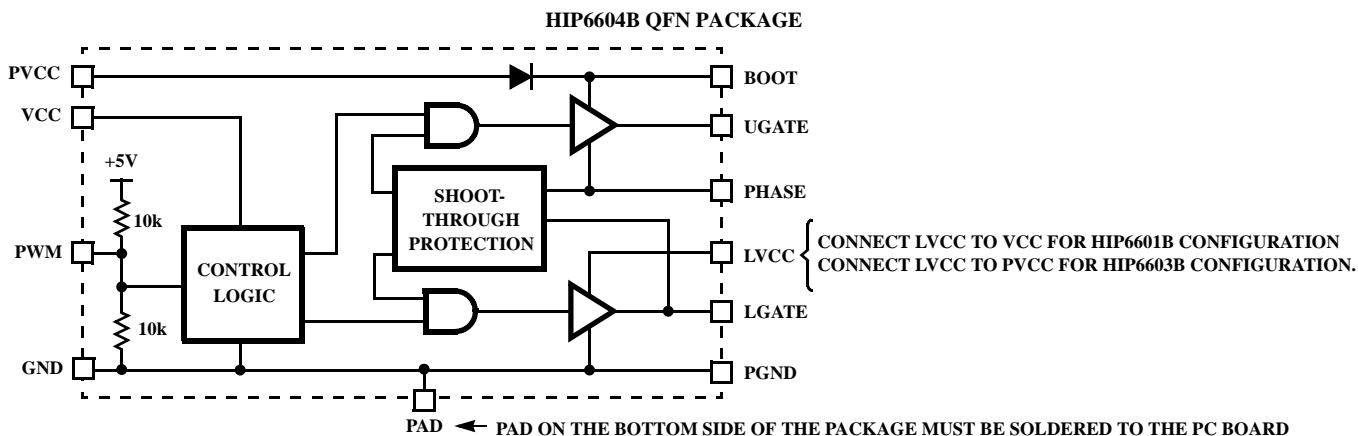 HIP6604B QFN PACKAGE
PVCC
BOOT
VCC
UGATE
+5V
10k
SHOOT-
THROUGH
PROTECTION
PHASE
PWM
CONTROL
LOGIC
LVCC
CONNECT LVCC TO VCC FOR HIP6601B CONFIGURATION
CONNECT LVCC TO PVCC FOR HIP6603B CONFIGURATION.
10k
LGATE
GND
PGND
PAD
PAD ON THE BOTTOM SIDE OF THE PACKAGE MUST BE SOLDERED TO THE PC BOARD